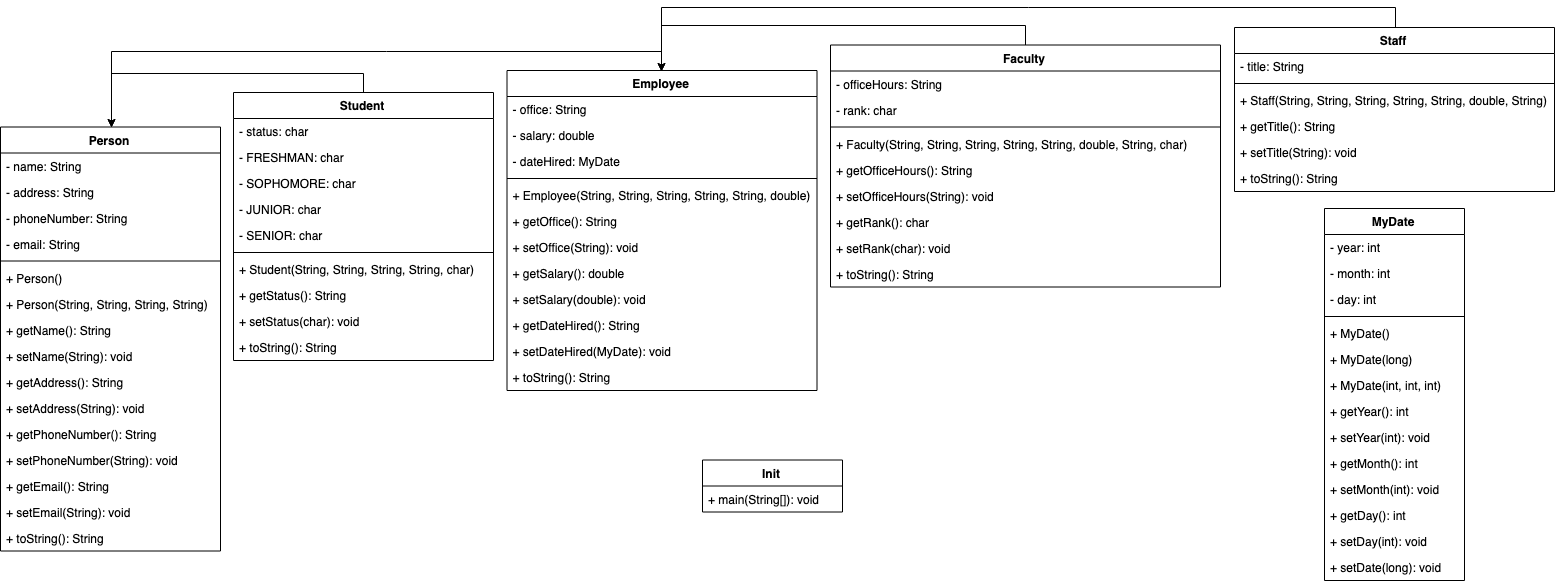 Person
- name: String
- address: String
- phoneNumber: String
- email: String
+ Person()
+ Person(String, String, String, String)
+ getName(): String
+ setName(String): void
+ getAddress(): String
+ setAddress(String): void
+ getPhoneNumber(): String
+ setPhoneNumber(String): void
+ getEmail(): String
+ setEmail(String): void
+ toString(): String
Student
- status: char
- FRESHMAN: char
- SOPHOMORE: char
- JUNIOR: char
- SENIOR: char
+ Student(String, String, String, String, char)
+ getStatus(): String
+ setStatus(char): void
+ toString(): String
Employee
- office: String
- salary: double
- dateHired: MyDate
+ Employee(String, String, String, String, String, double)
+ getOffice(): String
+ setOffice(String): void
+ getSalary(): double
+ setSalary(double): void
+ getDateHired(): String
+ setDateHired(MyDate): void
+ toString(): String
Faculty
- officeHours: String
- rank: char
+ Faculty(String, String, String, String, String, double, String, char)
+ getOfficeHours(): String
+ setOfficeHours(String): void
+ getRank(): char
+ setRank(char): void
+ toString(): String
Staff
- title: String
+ Staff(String, String, String, String, String, double, String)
+ getTitle(): String
+ setTitle(String): void
+ toString(): String
MyDate
- year: int
- month: int
- day: int
+ MyDate()
+ MyDate(long)
+ MyDate(int, int, int)
+ getYear(): int
+ setYear(int): void
+ getMonth(): int
+ setMonth(int): void
+ getDay(): int
+ setDay(int): void
+ setDate(long): void
Init
+ main(String[]): void